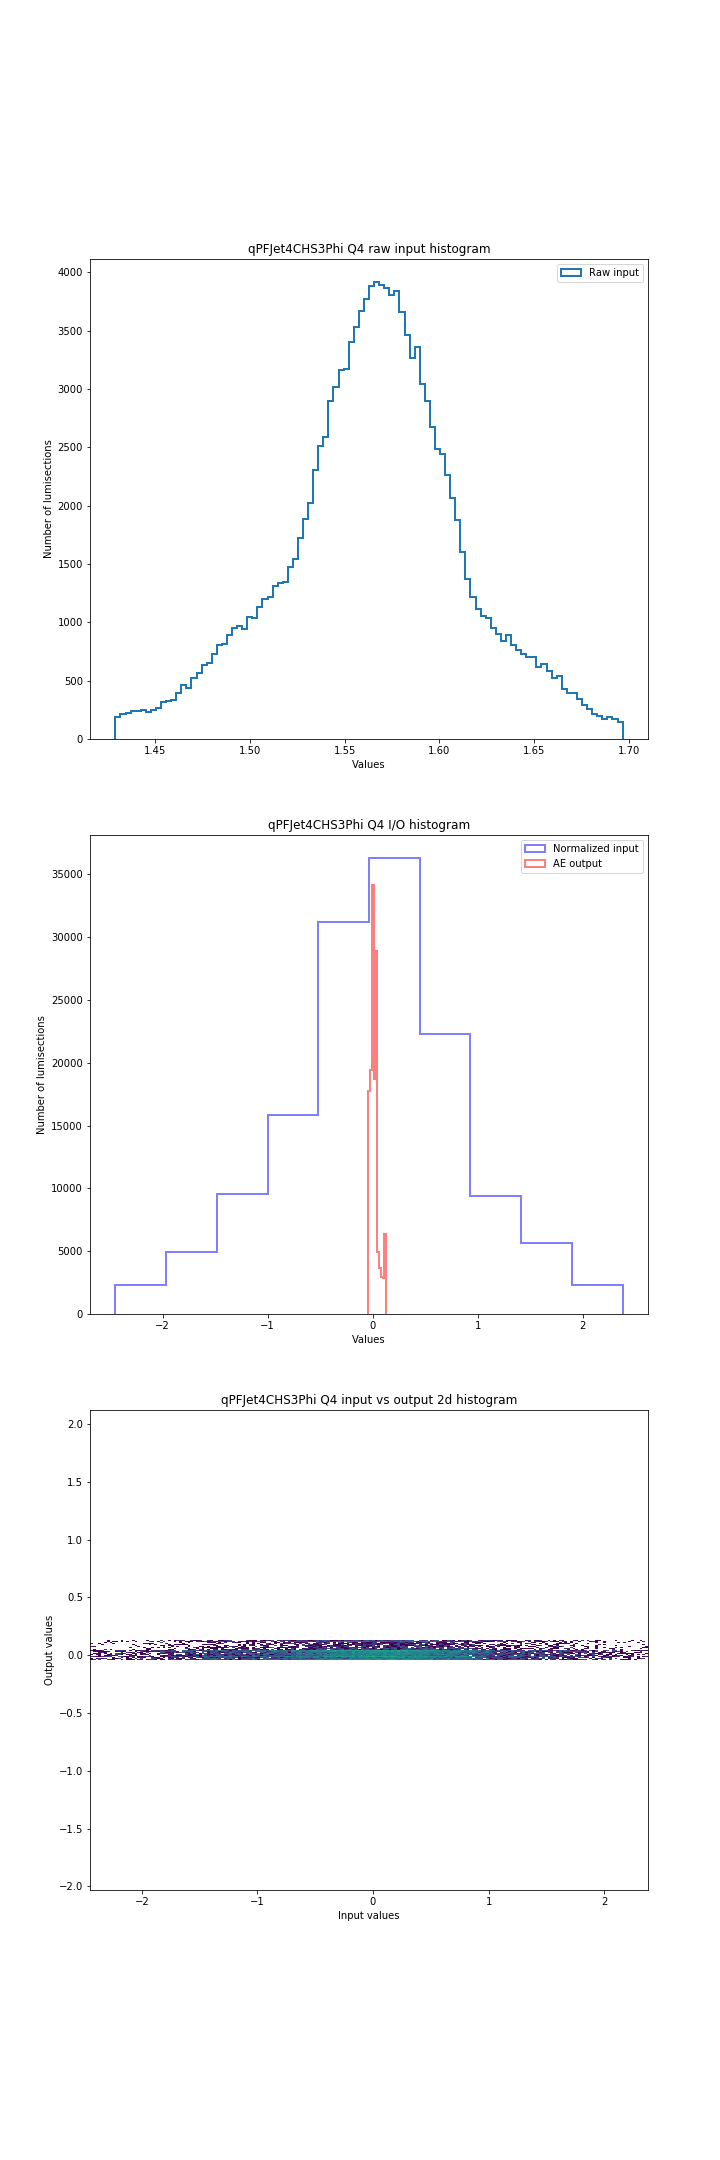 qPFJet4CHS3Phi Q4 raw input histogram
Raw input
4000
3500
3000
2500
2000
1500
1000
500
0
Number of lumisections
1.45 1.50 1.55 1.60 1.65 1.70
Values
qPFJet4CHS3Phi Q4 I/O histogram
Normalized input
AE output
35000
30000
25000
20000
15000
10000
5000
0
Number of lumisections
−2 −1 0 1 2
Values
qPFJet4CHS3Phi Q4 input vs output 2d histogram
2.0
1.5
1.0
0.5
0.0
−0.5
−1.0
−1.5
−2.0
Output values
−2 −1 0 1 2
Input values